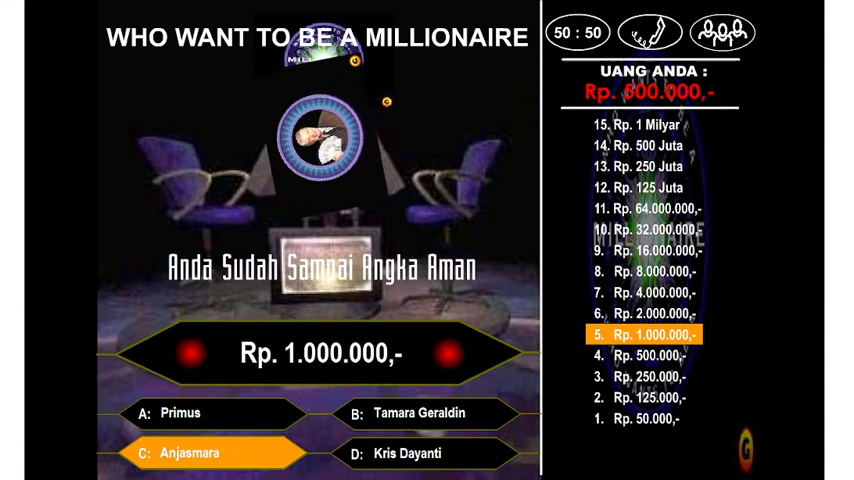 WHO WANT TO BE A MILLIONAIRE
50 : 50
UANG ANDA :
Rp. 500.000,-
15. Rp. 1 Milyar
14. Rp. 500 Juta
13. Rp. 250 Juta
12. Rp. 125 Juta
11. Rp. 64.000.000,-
10. Rp. 32.000.000,-
9. Rp. 16.000.000,-
8. Rp. 8.000.000,-
7. Rp. 4.000.000,-
6. Rp. 2.000.000,-
5. Rp. 1.000.000,-
4. Rp. 500.000,-
3. Rp. 250.000,-
2. Rp. 125.000,-
1. Rp. 50.000,-
Anda Sudah Sampai Angka Aman
Rp. 1.000.000,-
A: Primus
B: Tamara Geraldin
C: Anjasmara
D: Kris Dayanti